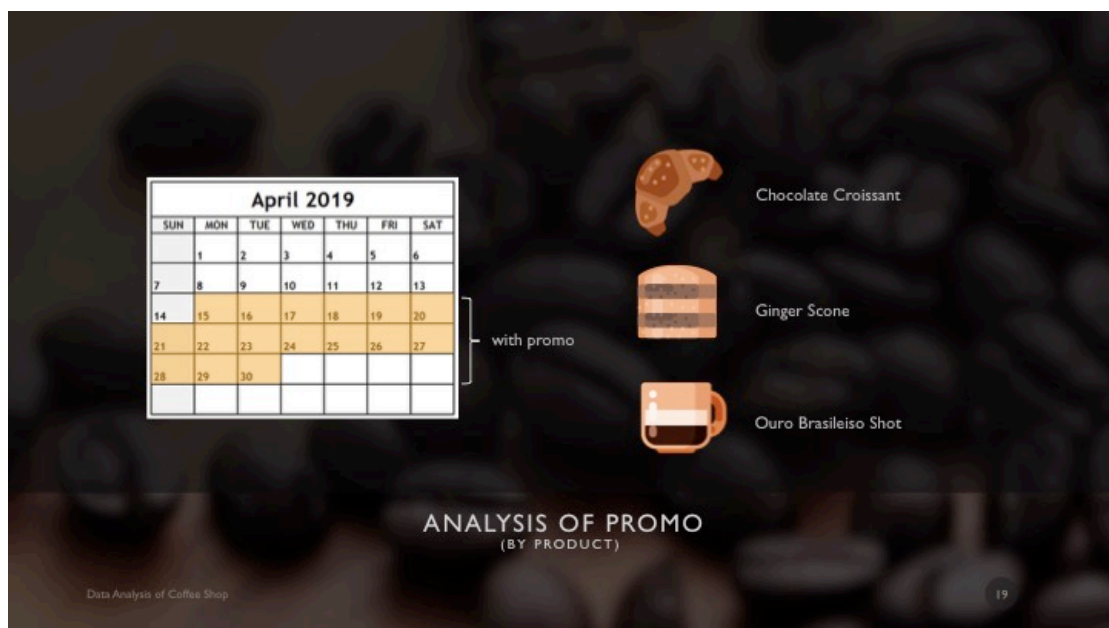 April 2019
SUN MON TUE WED THU FRI SAT
1 2 3 4 5 6
7 8 9 10 11 12 13
14 15 16 17 18 19 20
21 22 23 24 25 26 27
28 29 30
with promo
Chocolate Croissant
Ginger Scone
Ouro Brasileiso Shot
ANALYSIS OF PROMO
(BY PRODUCT)
Data Analysis of Coffee Shop
19